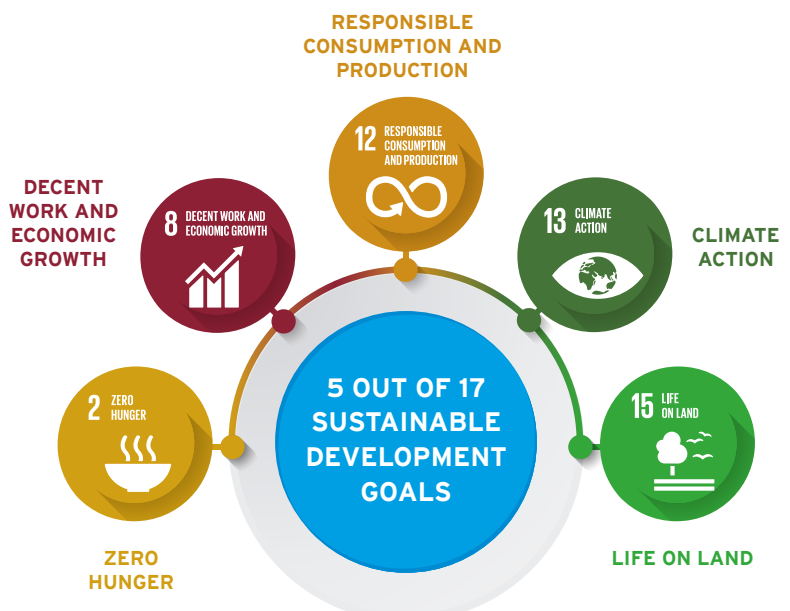 RESPONSIBLE
CONSUMPTION AND
PRODUCTION
12 RESPONSIBLE
CONSUMPTION
AND PRODUCTION
DECENT
WORK AND
ECONOMIC
GROWTH
8 DECENT WORK AND
ECONOMIC GROWTH
13 CLIMATE
ACTION
CLIMATE
ACTION
2 ZERO
HUNGER
ZERO
HUNGER
5 OUT OF 17
SUSTAINABLE
DEVELOPMENT
GOALS
15 LIFE
ON LAND
LIFE ON LAND